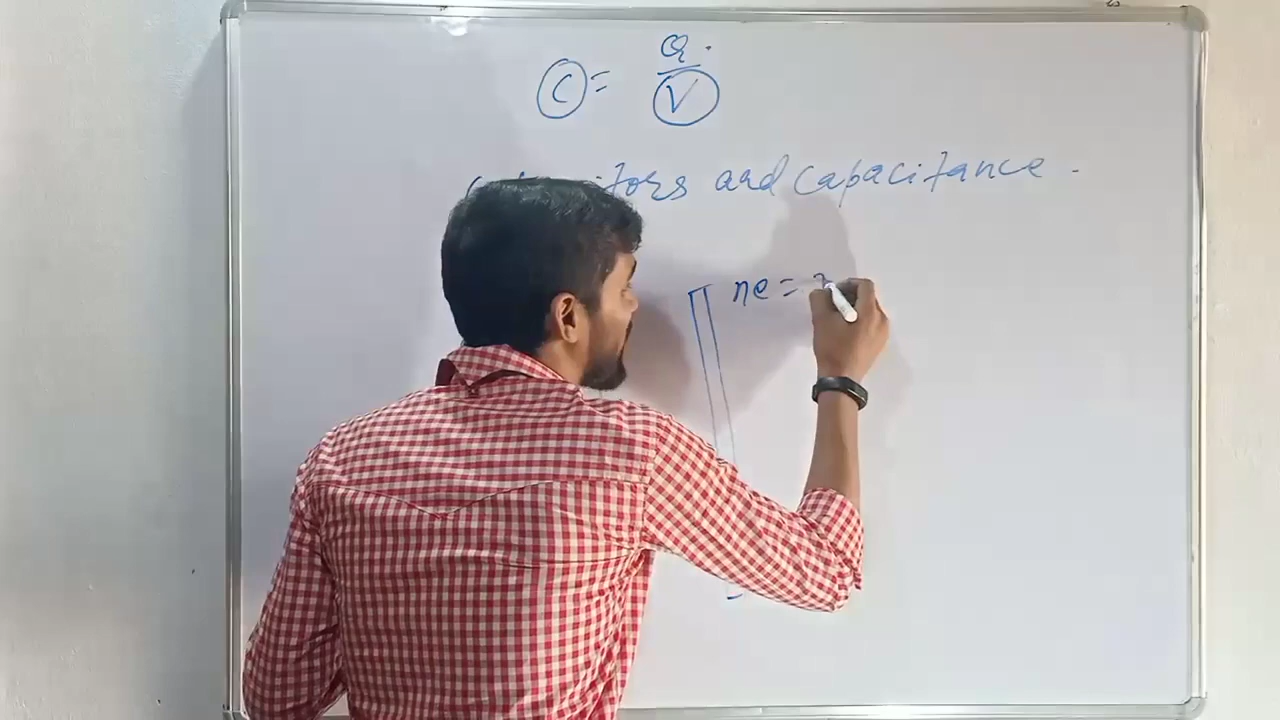 C = Q
V
tors and capacitance.
ne =